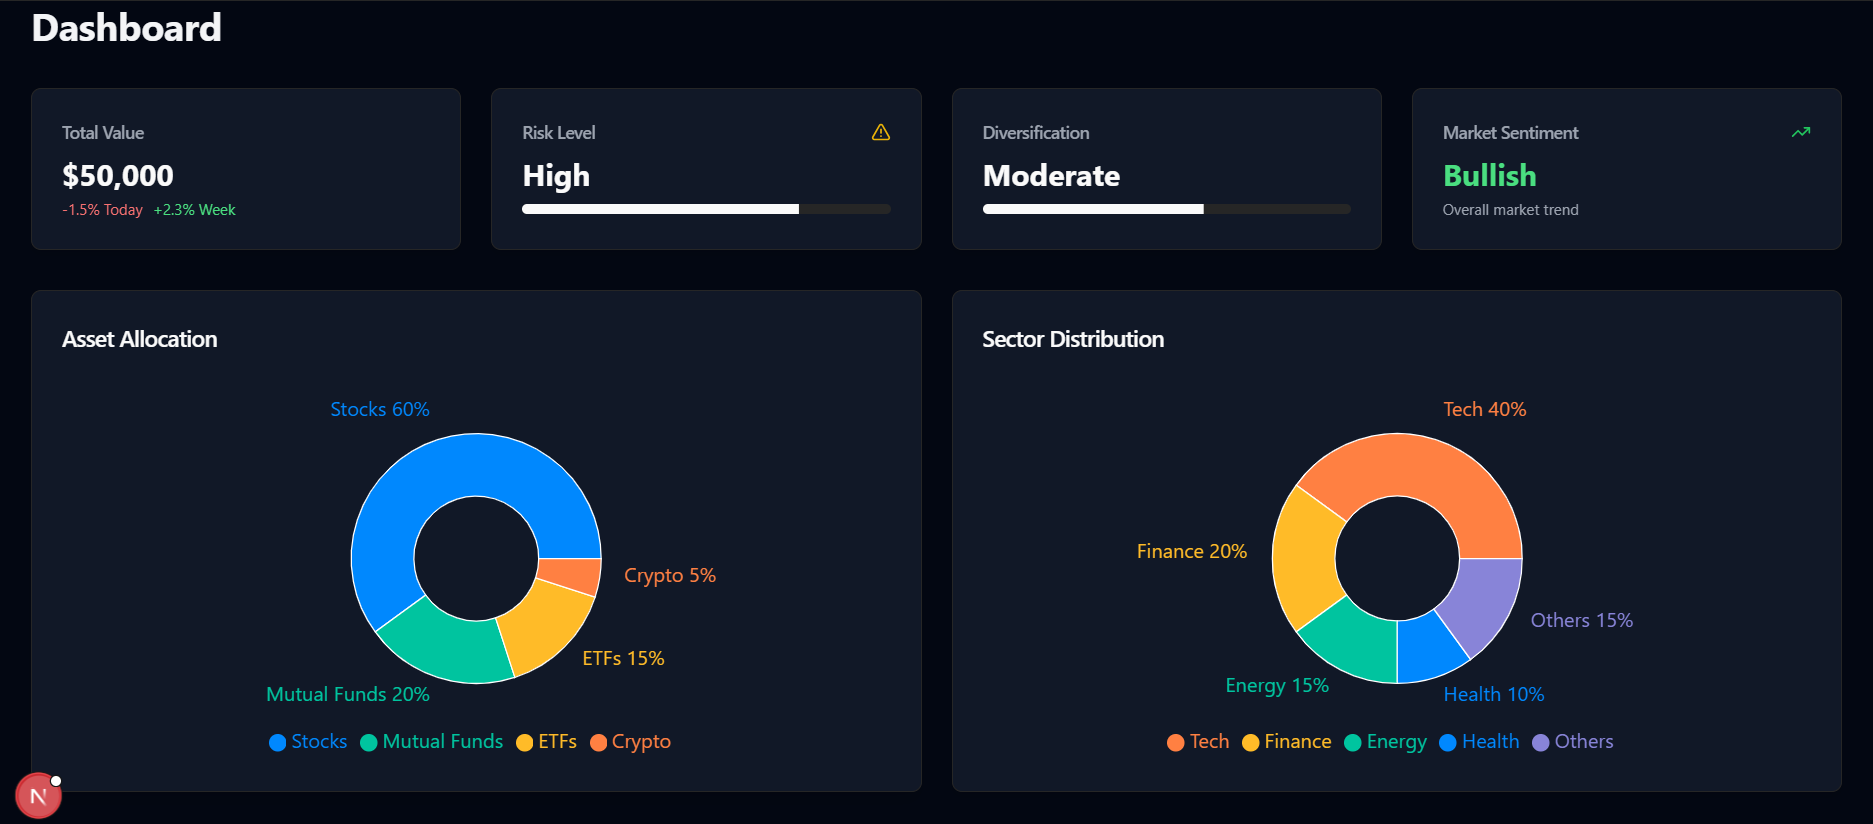 Dashboard
Total Value
$50,000
-1.5% Today +2.3% Week
Risk Level
High
Diversification
Moderate
Market Sentiment
Bullish
Overall market trend
Asset Allocation
Stocks 60%
Crypto 5%
ETFs 15%
Mutual Funds 20%
Stocks Mutual Funds ETFs Crypto
Sector Distribution
Tech 40%
Finance 20%
Others 15%
Energy 15%
Health 10%
Tech Finance Energy Health Others
N